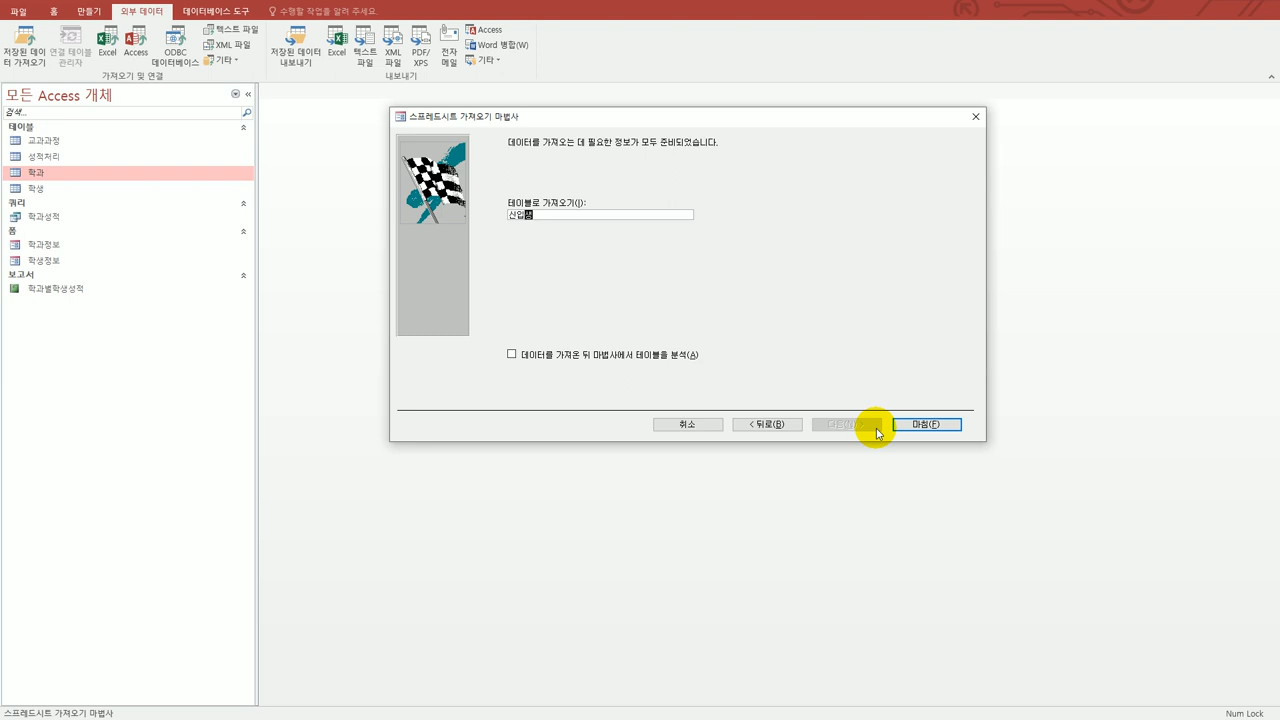 파일 홈 만들기 외부 데이터 데이터베이스 도구 수행할 작업을 알려 주세요.
저장된 데이터 가져오기
연결 테이블 관리자
Excel
Access
ODBC 데이터베이스
텍스트 파일
XML 파일
기타
가져오기 및 연결
저장된 데이터 내보내기
Excel
텍스트 파일
XML 파일
PDF/XPS
전자 메일
Access
Word 병합(W)
기타
내보내기
모든 Access 개체
검색...
테이블
교과과정
성적처리
학과
학생
쿼리
학과성적
폼
학과정보
학생정보
보고서
학과별학생성적
스프레드시트 가져오기 마법사
데이터를 가져오는 데 필요한 정보가 모두 준비되었습니다.
테이블로 가져오기(I):
신입생
데이터를 가져온 뒤 마법사에서 테이블을 분석(A)
취소 < 뒤로(B) 다음(N) > 마침(F)
스프레드시트 가져오기 마법사 Num Lock